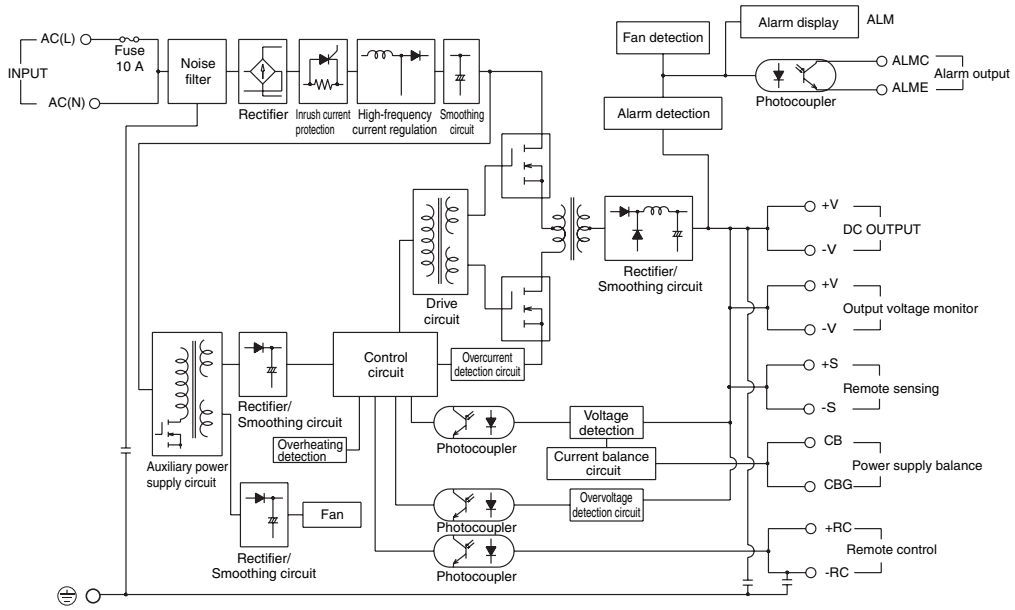 AC(L)
Fuse
10 A
INPUT
AC(N)
Noise
filter
Rectifier
Inrush current
protection
High-frequency
current regulation
Smoothing
circuit
Fan detection
Alarm display
ALM
Photocoupler
ALMC
ALME
Alarm output
Alarm detection
Drive
circuit
Rectifier/
Smoothing circuit
+V
DC OUTPUT
-V
+V
Output voltage monitor
-V
+S
Remote sensing
-S
CB
Power supply balance
CBG
+RC
Remote control
-RC
Control
circuit
Overcurrent
detection circuit
Auxiliary power
supply circuit
Rectifier/
Smoothing circuit
Overheating
detection
Photocoupler
Voltage
detection
Current balance
circuit
Photocoupler
Overvoltage
detection circuit
Photocoupler
Rectifier/
Smoothing circuit
Fan